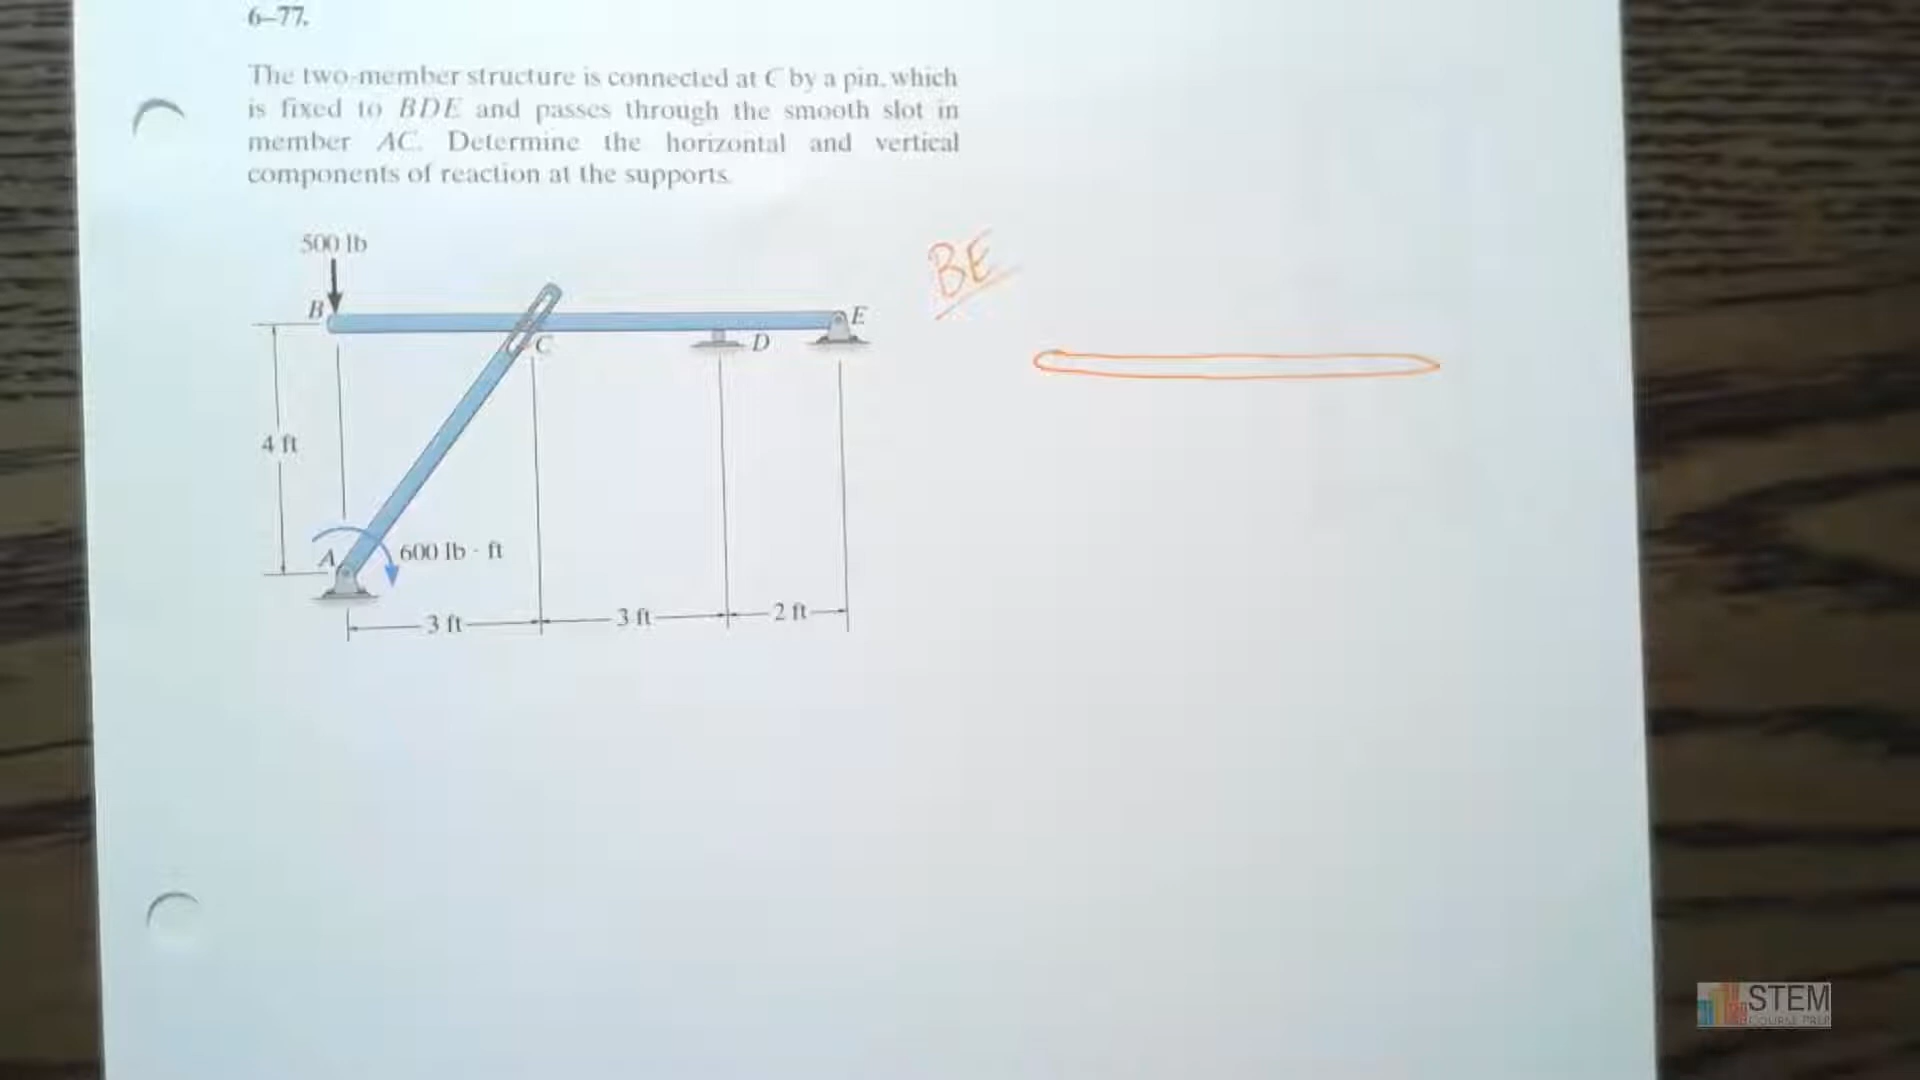 6–77.
The two-member structure is connected at C by a pin, which
is fixed to BDE and passes through the smooth slot in
member AC. Determine the horizontal and vertical
components of reaction at the supports.
500 lb
B
E
C
D
4 ft
A
600 lb · ft
3 ft
3 ft
2 ft
BE
STEM
COURSE PREP